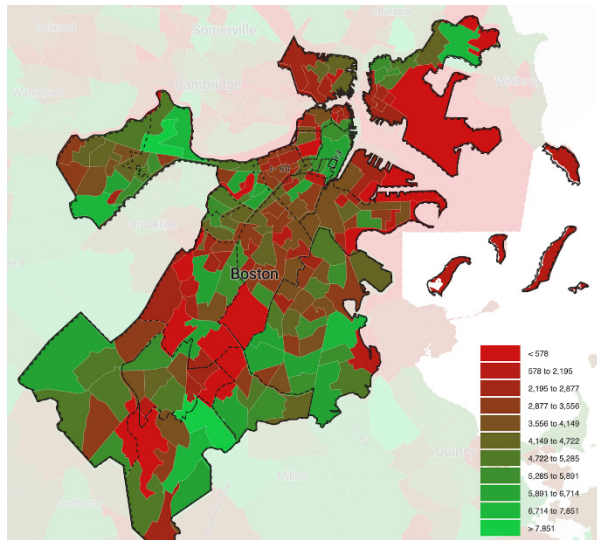 Belmont
Somerville
Chelsea
Cambridge
Watertown
Winthrop
I- 90
Brookline
Boston
Quincy
Milton
Dedham
< 578
578 to 2,195
2,195 to 2,877
2,877 to 3,556
3,556 to 4,149
4,149 to 4,722
4,722 to 5,285
5,285 to 5,891
5,891 to 6,714
6,714 to 7,851
> 7,851